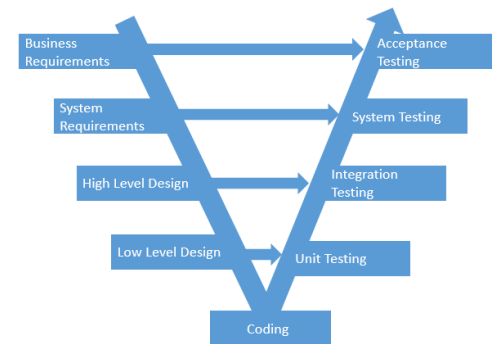 Business
Requirements
Acceptance
Testing
System
Requirements
System Testing
High Level Design
Integration
Testing
Low Level Design
Unit Testing
Coding